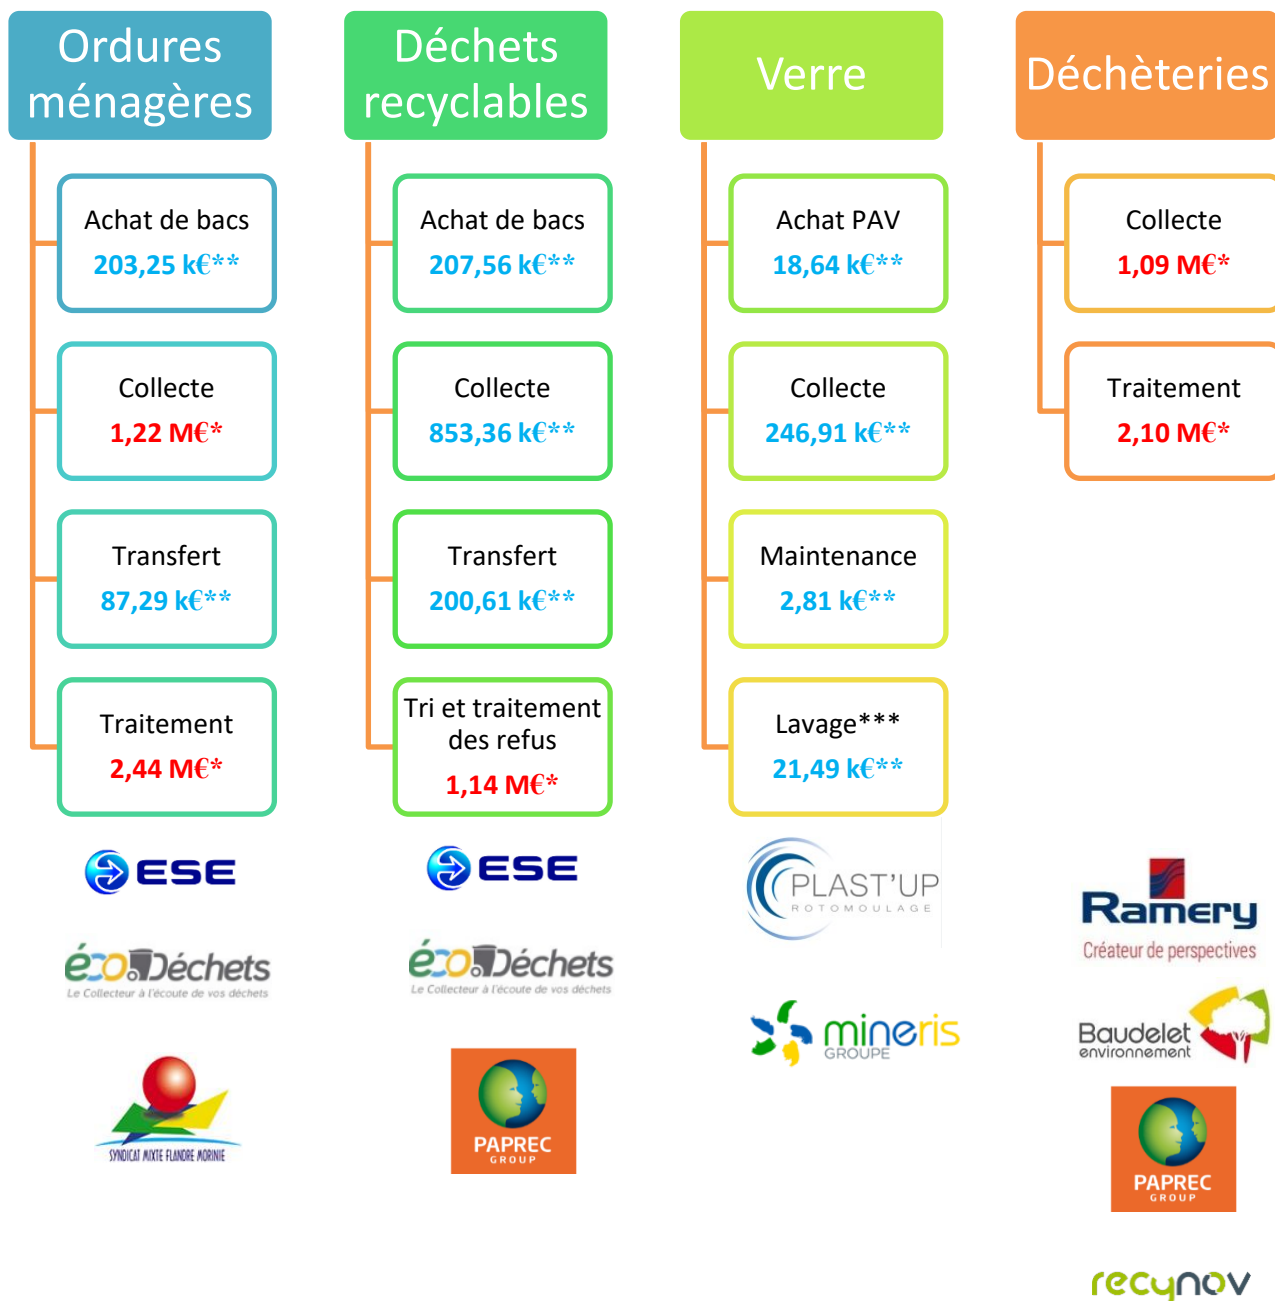 Ordures
ménagères
Achat de bacs
203,25 k€**
Collecte
1,22 M€*
Transfert
87,29 k€**
Traitement
2,44 M€*
ESE
écoDéchets
Le Collecteur à l'écoute de vos déchets
SYNDICAT MIXTE FLANDRE MORINIE
Déchets
recyclables
Achat de bacs
207,56 k€**
Collecte
853,36 k€**
Transfert
200,61 k€**
Tri et traitement
des refus
1,14 M€*
ESE
écoDéchets
Le Collecteur à l'écoute de vos déchets
PAPREC
GROUP
Verre
Achat PAV
18,64 k€**
Collecte
246,91 k€**
Maintenance
2,81 k€**
Lavage***
21,49 k€**
PLAST'UP
ROTOMOULAGE
mineris
GROUPE
Déchèteries
Collecte
1,09 M€*
Traitement
2,10 M€*
Ramery
Créateur de perspectives
Baudelet
environnement
PAPREC
GROUP
recynov